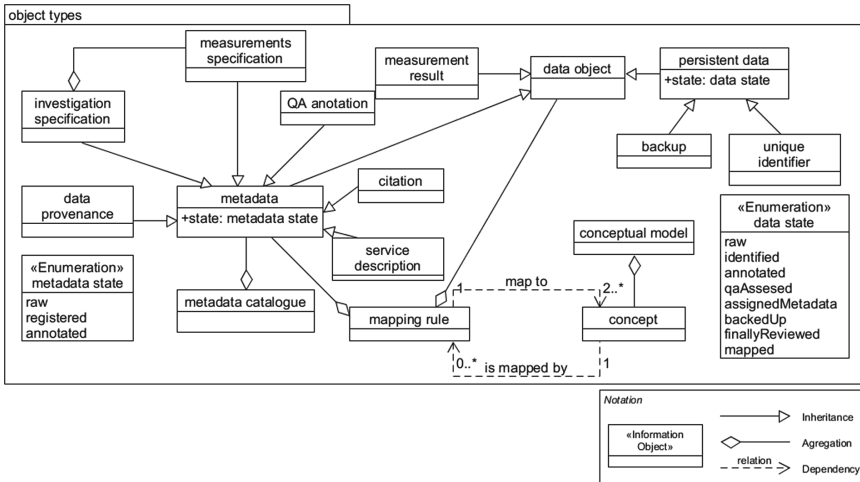 object types
measurements
specification
measurement
result
data object
persistent data
+state: data state
investigation
specification
QA anotation
backup
unique
identifier
data
provenance
metadata
+state: metadata state
citation
service
description
conceptual model
«Enumeration»
data state
raw
identified
annotated
qaAssesed
assignedMetadata
backedUp
finallyReviewed
mapped
«Enumeration»
metadata state
raw
registered
annotated
metadata catalogue
mapping rule
1
map to
2..*
concept
0..*
is mapped by
1
Notation
«Information
Object»
Inheritance
Agregation
relation
Dependency